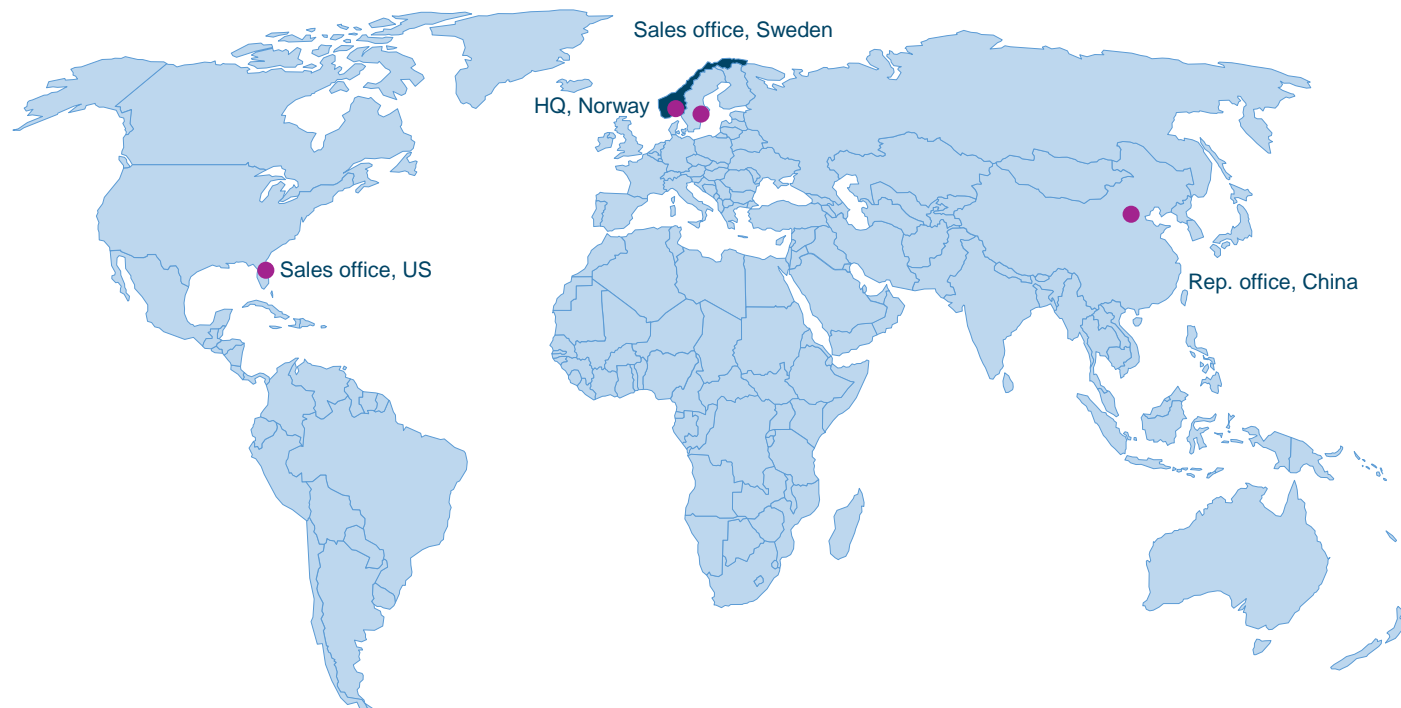 Sales office, Sweden
HQ, Norway
Sales office, US
Rep. office, China